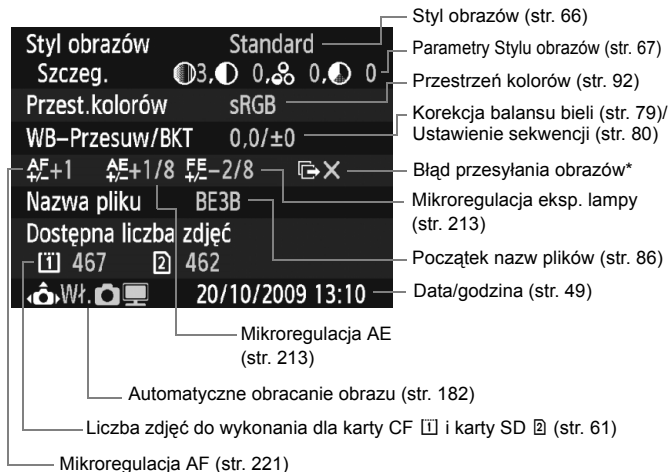 Styl obrazów Standard
Szczeg. 3, 0, 0, 0
Przest.kolorów sRGB
WB–Przesuw/BKT 0,0/±0
AF+1 AE+1/8 FE−2/8
Nazwa pliku BE3B
Dostępna liczba zdjęć
[1] 467 [2] 462
Wł. 20/10/2009 13:10
Styl obrazów (str. 66)
Parametry Stylu obrazów (str. 67)
Przestrzeń kolorów (str. 92)
Korekcja balansu bieli (str. 79)/
Ustawienie sekwencji (str. 80)
Błąd przesyłania obrazów*
Mikroregulacja eksp. lampy
(str. 213)
Początek nazw plików (str. 86)
Data/godzina (str. 49)
Mikroregulacja AE
(str. 213)
Automatyczne obracanie obrazu (str. 182)
Liczba zdjęć do wykonania dla karty CF [1] i karty SD [2] (str. 61)
Mikroregulacja AF (str. 221)